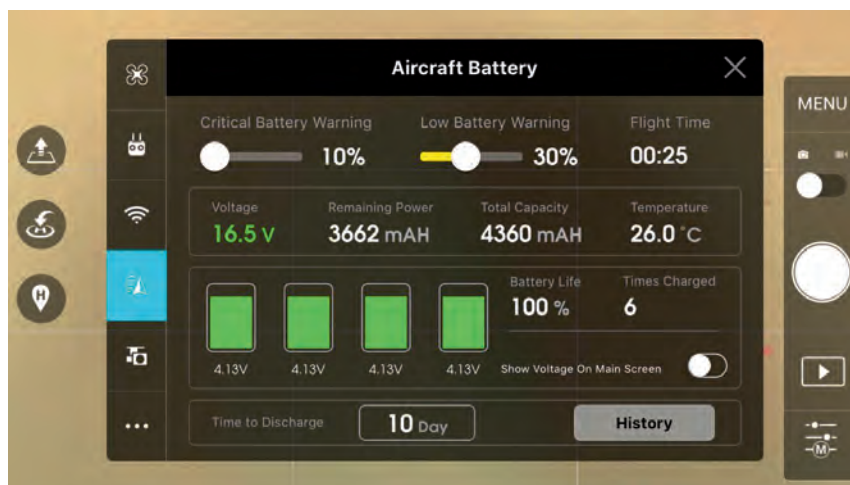 Aircraft Battery
MENU
Critical Battery Warning Low Battery Warning Flight Time
10% 30% 00:25
Voltage Remaining Power Total Capacity Temperature
16.5 V 3662 mAH 4360 mAH 26.0 °C
Battery Life Times Charged
100 % 6
4.13V 4.13V 4.13V 4.13V Show Voltage On Main Screen
Time to Discharge 10 Day History
H
M